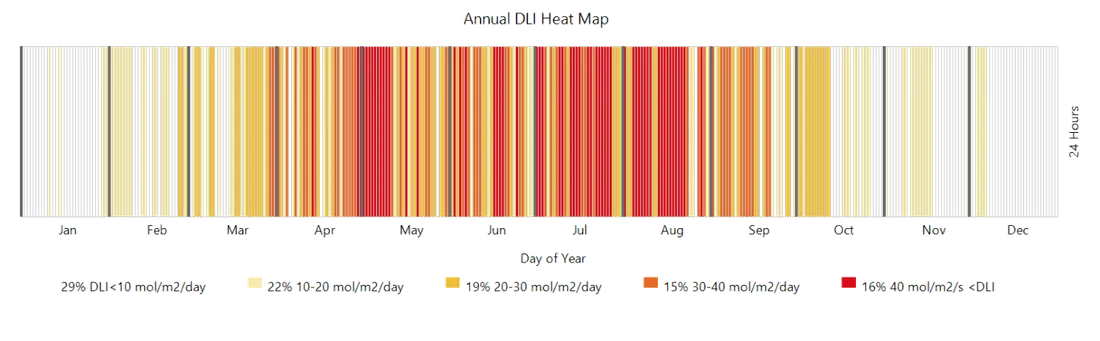 Annual DLI Heat Map
24 Hours
Jan Feb Mar Apr May Jun Jul Aug Sep Oct Nov Dec
Day of Year
29% DLI<10 mol/m2/day 22% 10-20 mol/m2/day 19% 20-30 mol/m2/day 15% 30-40 mol/m2/day 16% 40 mol/m2/s <DLI